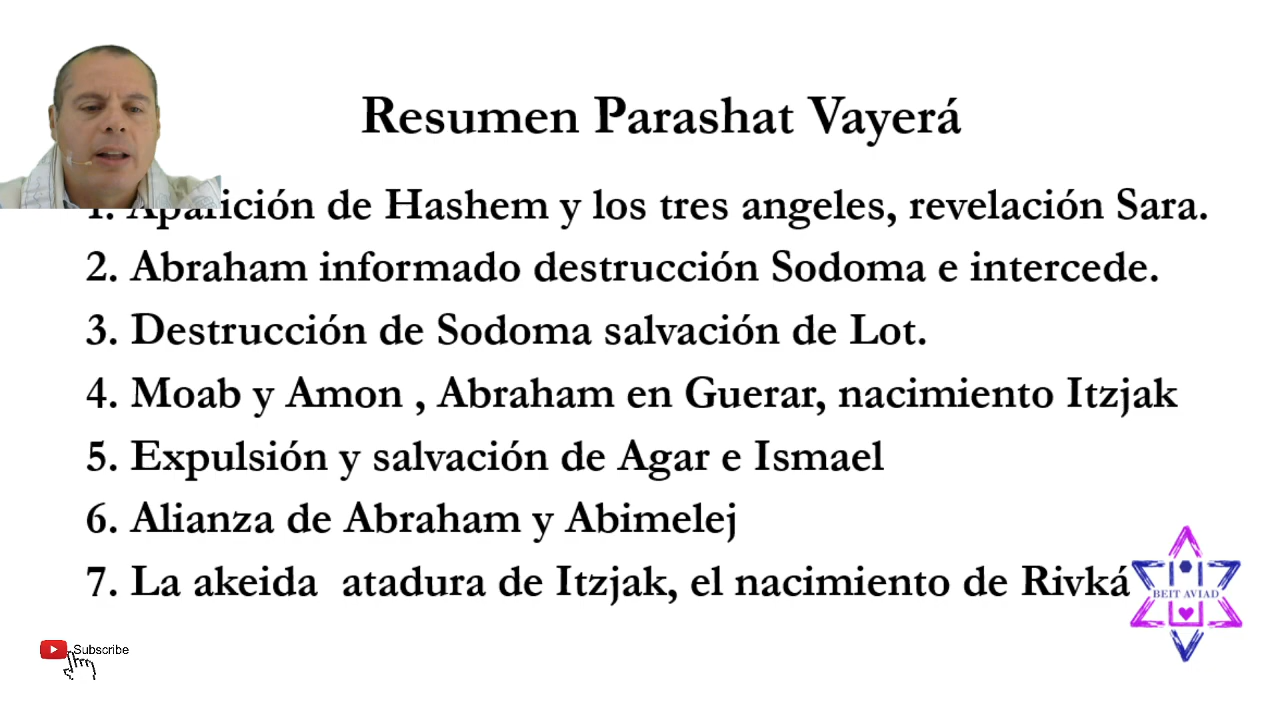 Resumen Parashat Vayerá
1. Aparición de Hashem y los tres angeles, revelación Sara.
2. Abraham informado destrucción Sodoma e intercede.
3. Destrucción de Sodoma salvación de Lot.
4. Moab y Amon , Abraham en Guerar, nacimiento Itzjak
5. Expulsión y salvación de Agar e Ismael
6. Alianza de Abraham y Abimelej
7. La akeida atadura de Itzjak, el nacimiento de Rivká
BEIT AVIAD
Subscribe